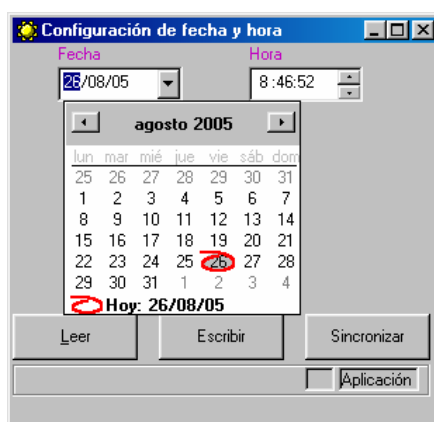 Configuración de fecha y hora
Fecha Hora
26/08/05 8:46:52
agosto 2005
lun mar mié jue vie sáb dom
25 26 27 28 29 30 31
1 2 3 4 5 6 7
8 9 10 11 12 13 14
15 16 17 18 19 20 21
22 23 24 25 26 27 28
29 30 31 1 2 3 4
Hoy: 26/08/05
Leer Escribir Sincronizar
Aplicación